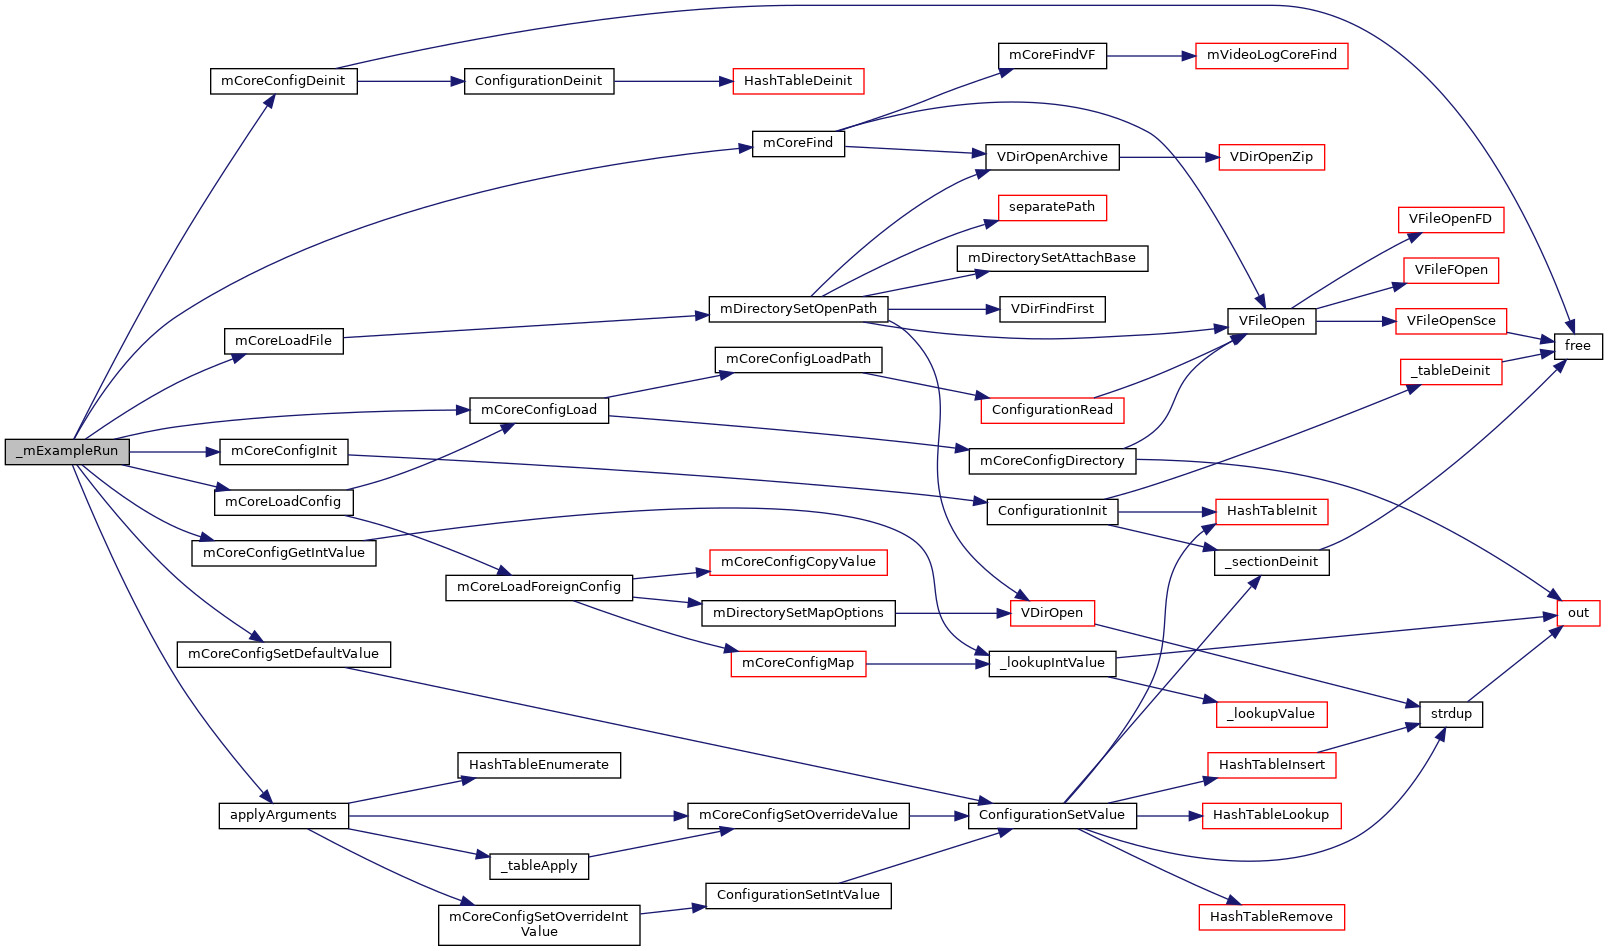 mCoreFindVF
mVideoLogCoreFind
mCoreConfigDeinit
ConfigurationDeinit
HashTableDeinit
mCoreFind
VDirOpenArchive
VDirOpenZip
separatePath
VFileOpenFD
mDirectorySetAttachBase
VFileFOpen
mDirectorySetOpenPath
VDirFindFirst
VFileOpen
VFileOpenSce
mCoreLoadFile
free
mCoreConfigLoadPath
_tableDeinit
mCoreConfigLoad
ConfigurationRead
_mExampleRun
mCoreConfigInit
mCoreConfigDirectory
mCoreLoadConfig
ConfigurationInit
HashTableInit
mCoreConfigGetIntValue
mCoreConfigCopyValue
_sectionDeinit
mCoreLoadForeignConfig
mDirectorySetMapOptions
VDirOpen
out
mCoreConfigSetDefaultValue
mCoreConfigMap
_lookupIntValue
_lookupValue
strdup
HashTableEnumerate
HashTableInsert
applyArguments
mCoreConfigSetOverrideValue
ConfigurationSetValue
HashTableLookup
_tableApply
ConfigurationSetIntValue
mCoreConfigSetOverrideInt
Value
HashTableRemove